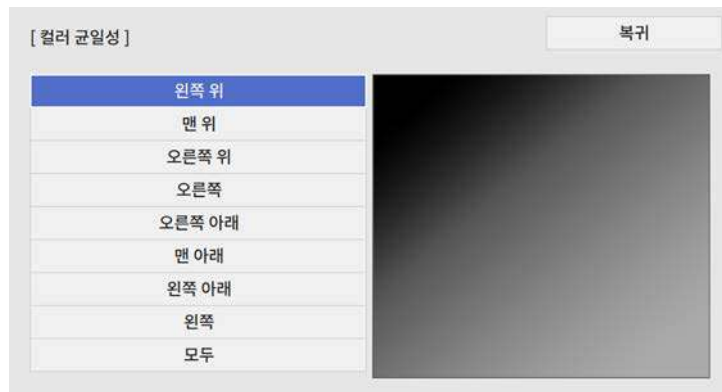 [ 컬러 균일성 ]
복귀
왼쪽 위
맨 위
오른쪽 위
오른쪽
오른쪽 아래
맨 아래
왼쪽 아래
왼쪽
모두